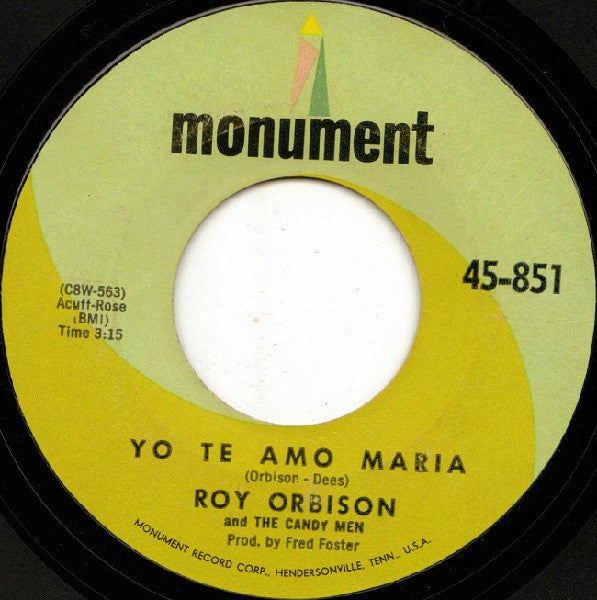 monument
45-851
(C8W-563)
Acuff-Rose
(BMI)
Time 3:15
YO TE AMO MARIA
(Orbison - Dees)
ROY ORBISON
and THE CANDY MEN
Prod. by Fred Foster
MONUMENT RECORD CORP., HENDERSONVILLE, TENN., U.S.A.